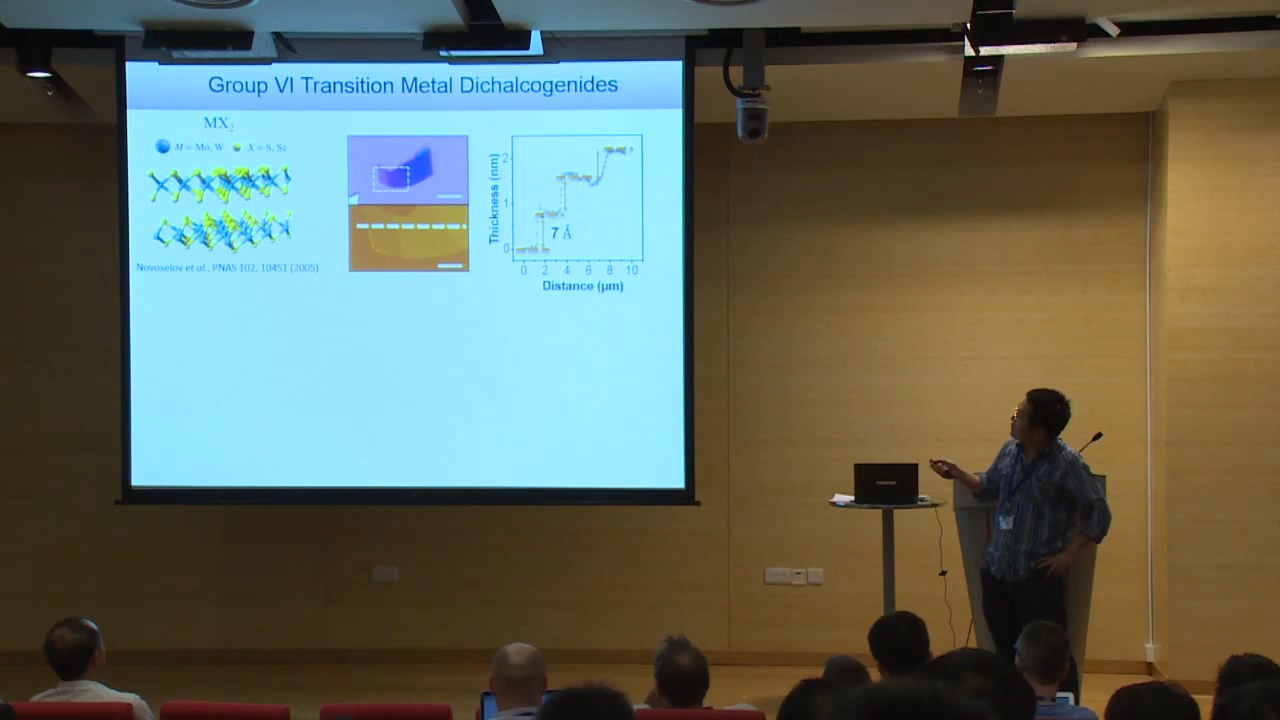 Group VI Transition Metal Dichalcogenides
MX2
M = Mo, W X = S, Se
Novoselov et al., PNAS 102, 10451 (2005)
Thickness (nm)
2
1
0
7 Å
0 2 4 6 8 10
Distance (μm)
TOSHIBA